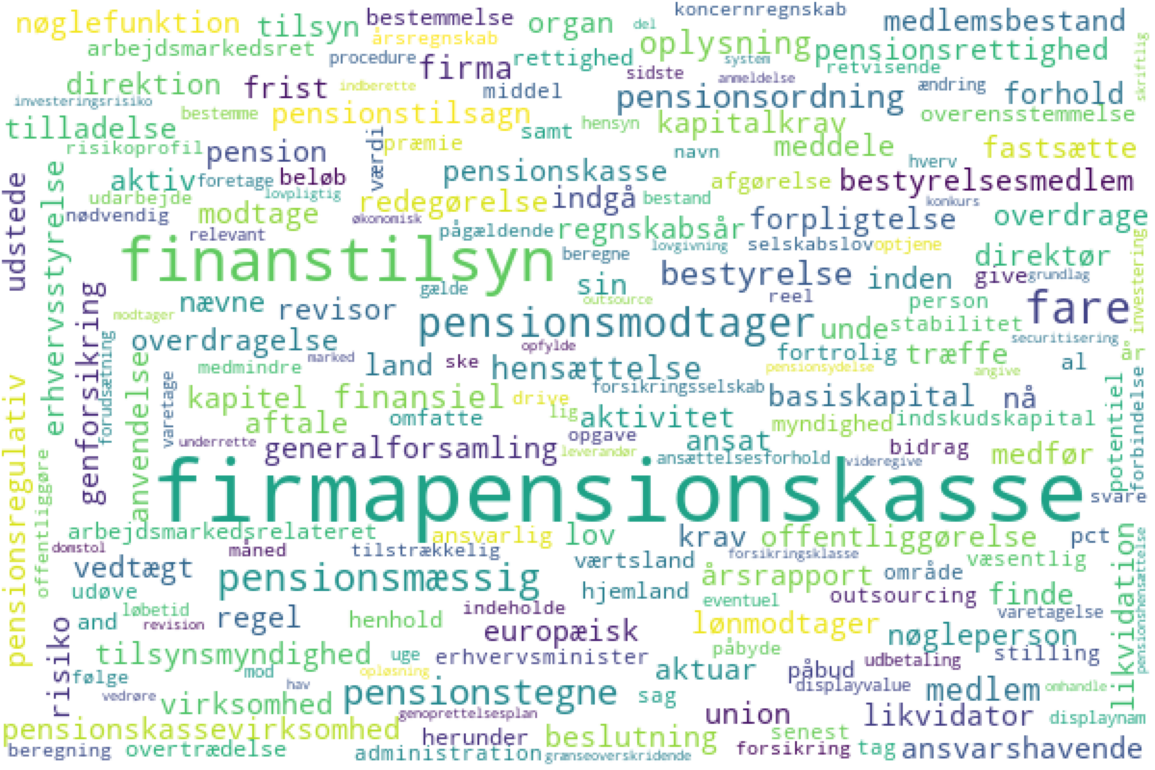 nøglefunktion
tilsyn
bestemmelse
årsregnskab
organ
del
koncernregnskab
medlemsbestand
arbejdsmarkedsret
procedure
firma
rettighed
oplysning
system
pensionsrettighed
direktion
frist
indberette
middel
sidste
anmeldelse
retvisende
ændring
forhold
skriftlig
investeringsrisiko
bestemme
pensionstilsagn
pensionsordning
overensstemmelse
tilladelse
værdi
samt
hensyn
kapitalkrav
meddele
fastsætte
risikoprofil
pension
præmie
navn
hverv
aktiv
foretage
beløb
pensionskasse
afgørelse
bestyrelsesmedlem
udstede
erhvervsstyrelse
udarbejde
lovpligtig
redegørelse
indgå
bestand
konkurs
nødvendig
modtage
økonomisk
pågældende
regnskabsår
forpligtelse
overdrage
relevant
finanstilsyn
beregne
lovgivning
selskabslov
optjene
direktør
investering
genforsikring
gælde
sin
bestyrelse
inden
give
grundlag
nævne
revisor
outsource
reel
person
fare
modtager
pensionsmodtager
unde
stabilitet
overdragelse
forudsætning
opfylde
securitisering
medmindre
marked
land
ske
hensættelse
fortrolig
træffe
al
år
pensionsydelse
angive
anvendelse
varetage
kapitel
finansiel
drive
forsikringsselskab
basiskapital
nå
potentiel
forbindelse
pensionsregulativ
aftale
omfatte
lig
aktivitet
myndighed
indskudskapital
underrette
generalforsamling
opgave
leverandør
ansat
bidrag
medfør
offentliggøre
ansættelsesforhold
videregive
firmapensionskasse
svare
arbejdsmarkedsrelateret
ansvarlig
lov
krav
offentliggørelse
pct
domstol
måned
tilstrækkelig
værtsland
forsikringsklasse
væsentlig
likvidation
pensionshensættelse
vedtægt
pensionsmæssig
årsrapport
område
udøve
hjemland
eventuel
outsourcing
finde
løbetid
indeholde
varetagelse
and
revision
regel
henhold
europæisk
lønmodtager
nøgleperson
risiko
påbyde
tilsynsmyndighed
uge
erhvervsminister
aktuar
påbud
udbetaling
stilling
følge
mod
opløsning
displayvalue
omhandle
vedrøre
hav
pensionstegne
sag
medlem
virksomhed
genoprettelsesplan
union
likvidator
displaynam
pensionskassevirksomhed
herunder
beslutning
senest
beregning
overtrædelse
administration
grænseoverskridende
forsikring
tag
ansvarshavende